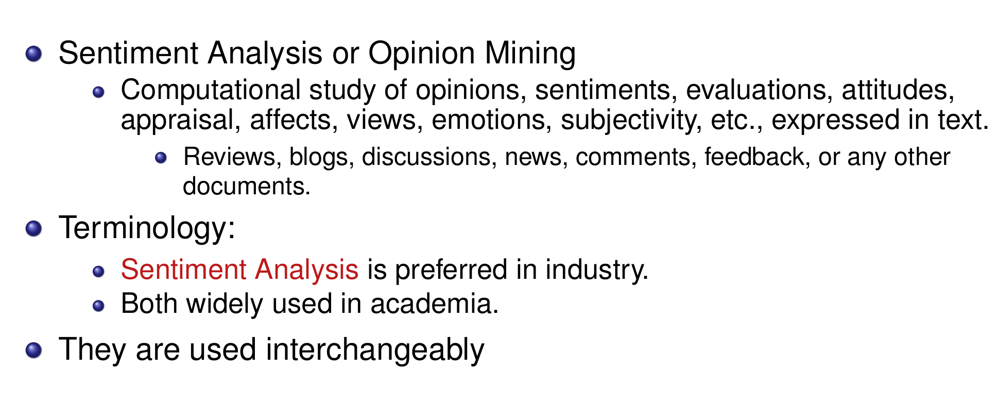 Sentiment Analysis or Opinion Mining
Computational study of opinions, sentiments, evaluations, attitudes,
appraisal, affects, views, emotions, subjectivity, etc., expressed in text.
Reviews, blogs, discussions, news, comments, feedback, or any other
documents.
Terminology:
Sentiment Analysis is preferred in industry.
Both widely used in academia.
They are used interchangeably